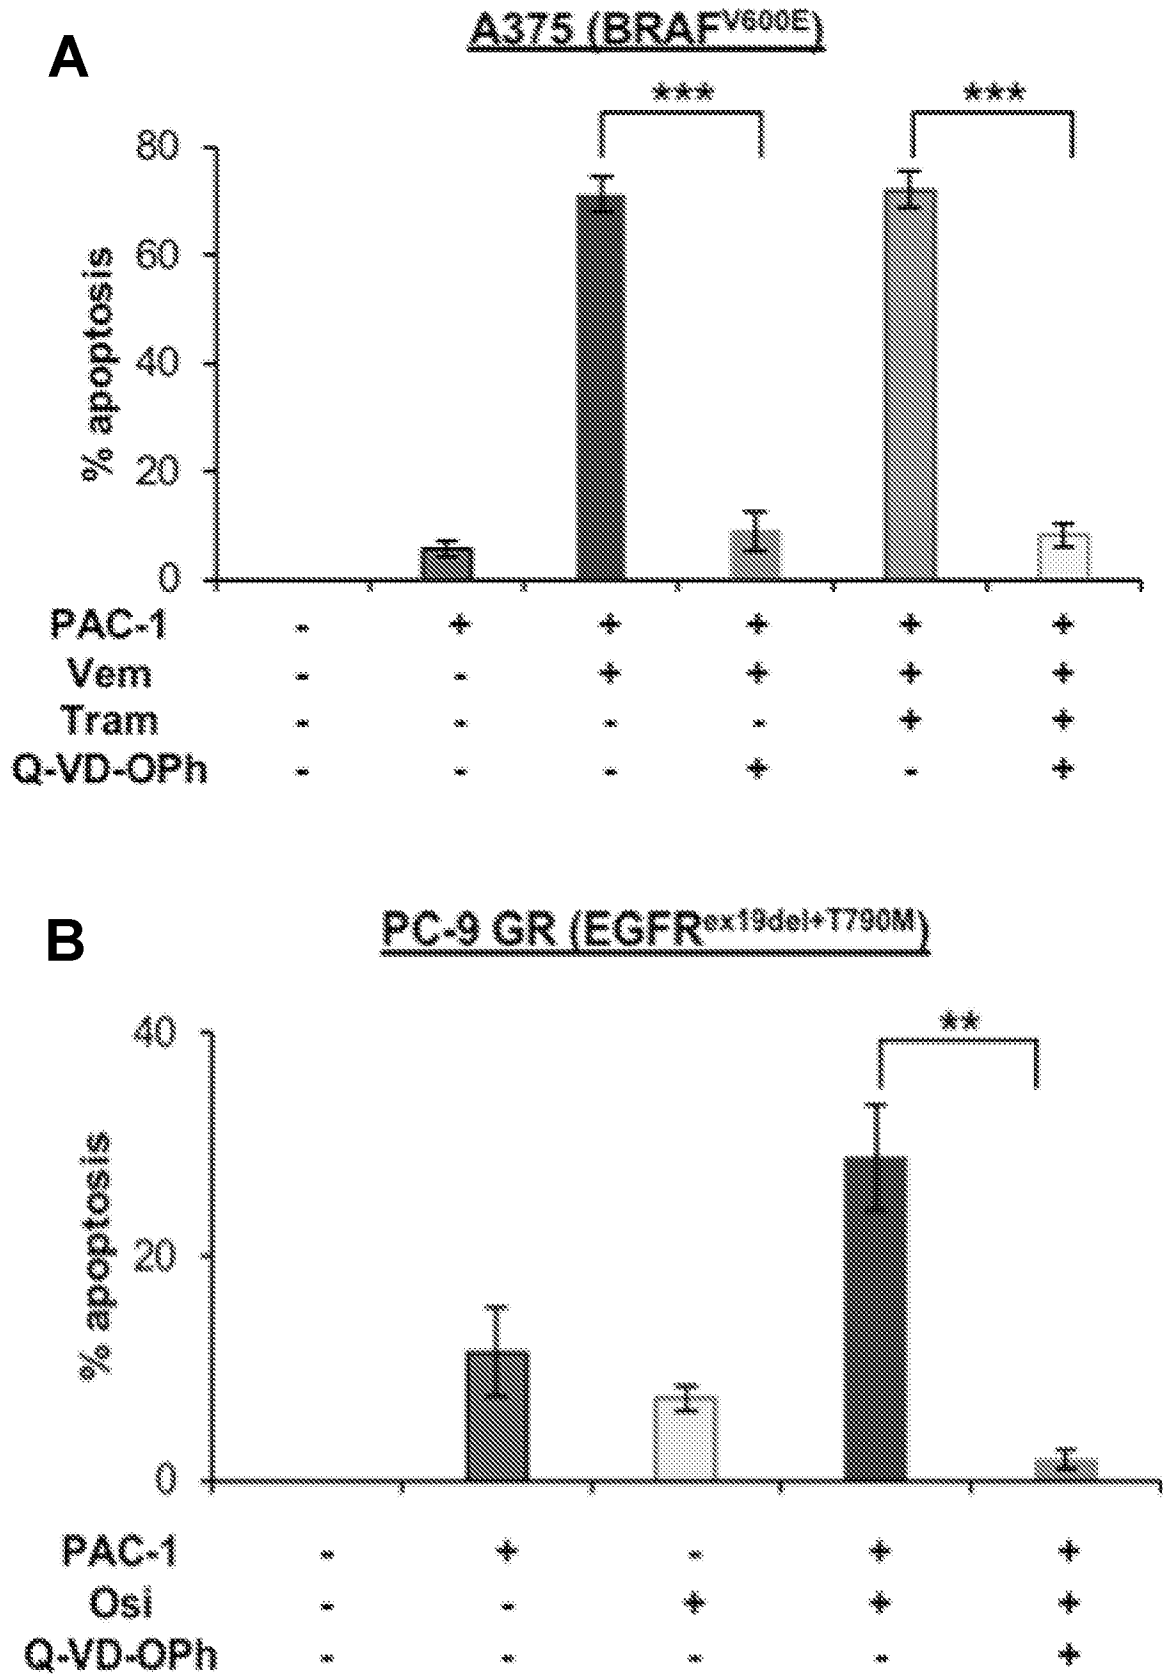 A
A375 (BRAFV600E)
*** ***
80
60
40
20
0
% apoptosis
PAC-1 - + + + + +
Vem - - + + + +
Tram - - - - + +
Q-VD-OPh - - - + - +
B
PC-9 GR (EGFRex19del+T790M)
**
40
20
0
% apoptosis
PAC-1 - + - + +
Osi - - + + +
Q-VD-OPh - - - - +